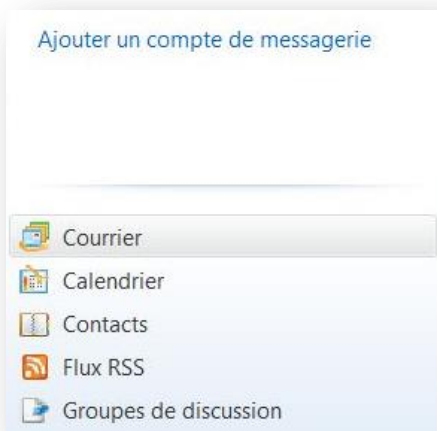 Ajouter un compte de messagerie
Courrier
Calendrier
Contacts
Flux RSS
Groupes de discussion